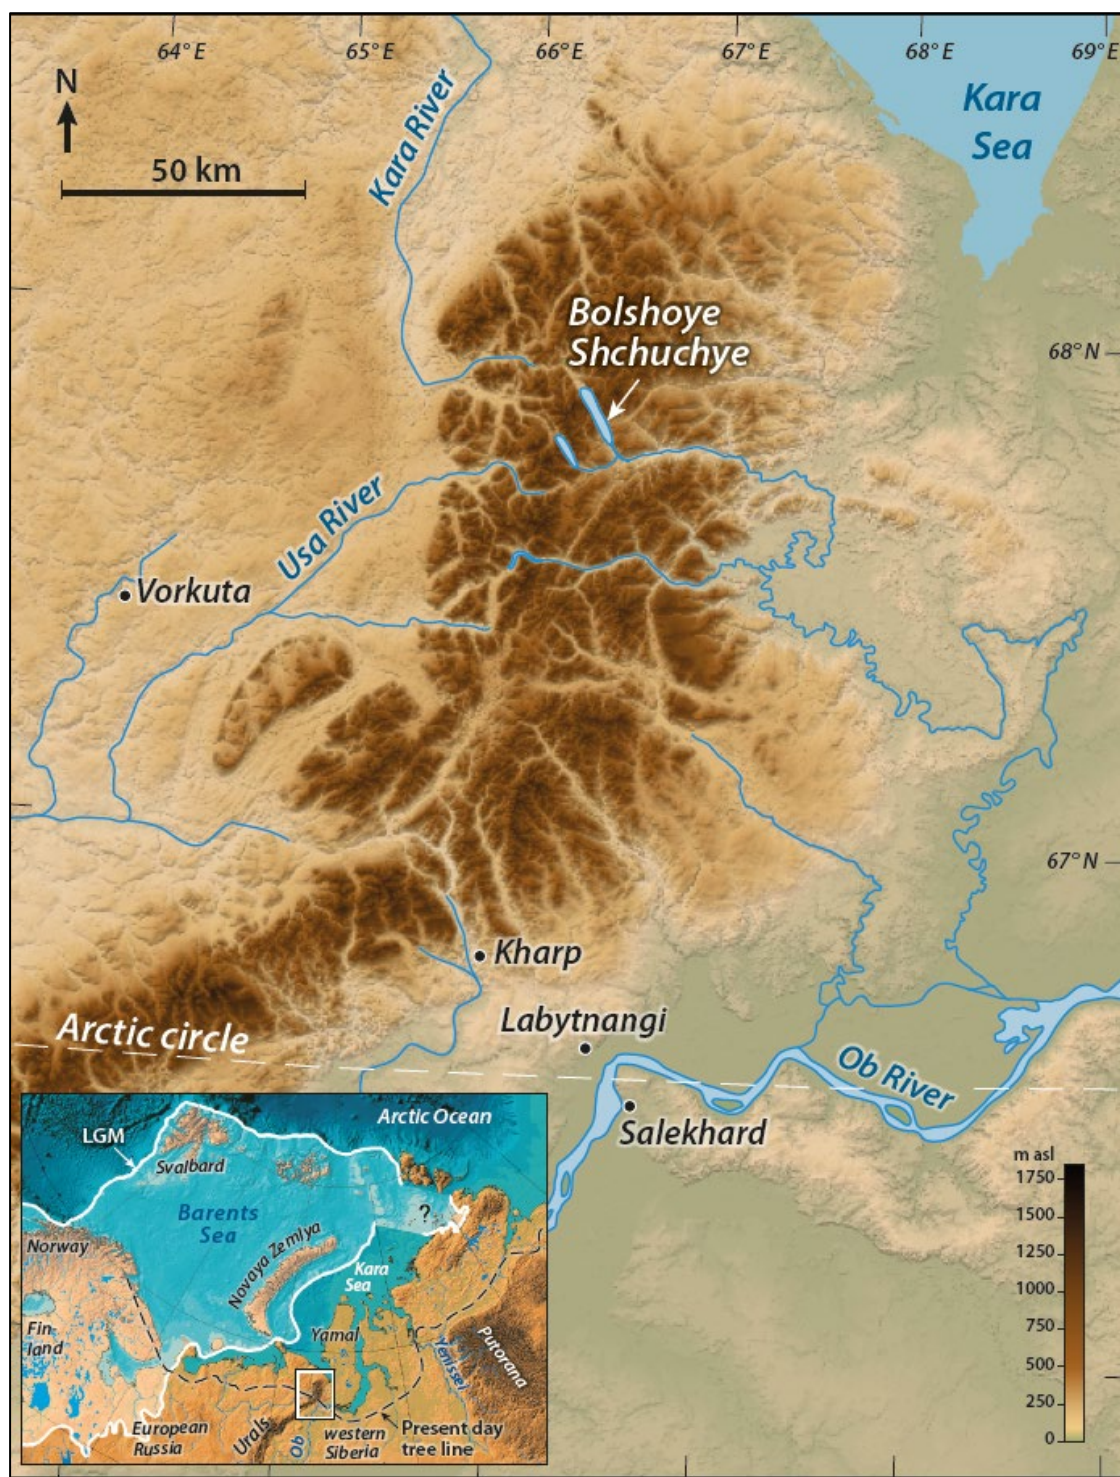 64° E
65° E
66° E
67° E
68° E
69° E
N
50 km
Kara River
Kara
Sea
Bolshoye
Shchuchye
68° N
Usa River
Vorkuta
67° N
Kharp
Labytnangi
Arctic circle
Ob River
Salekhard
m asl
1750
1500
1250
1000
750
500
250
0
LGM
Arctic Ocean
Svalbard
Barents
Sea
?
Norway
Novaya Zemlya
Kara
Sea
Fin-
land
Yamal
Yenissei
Putorana
European
Russia
Urals
Ob
western
Siberia
Present day
tree line